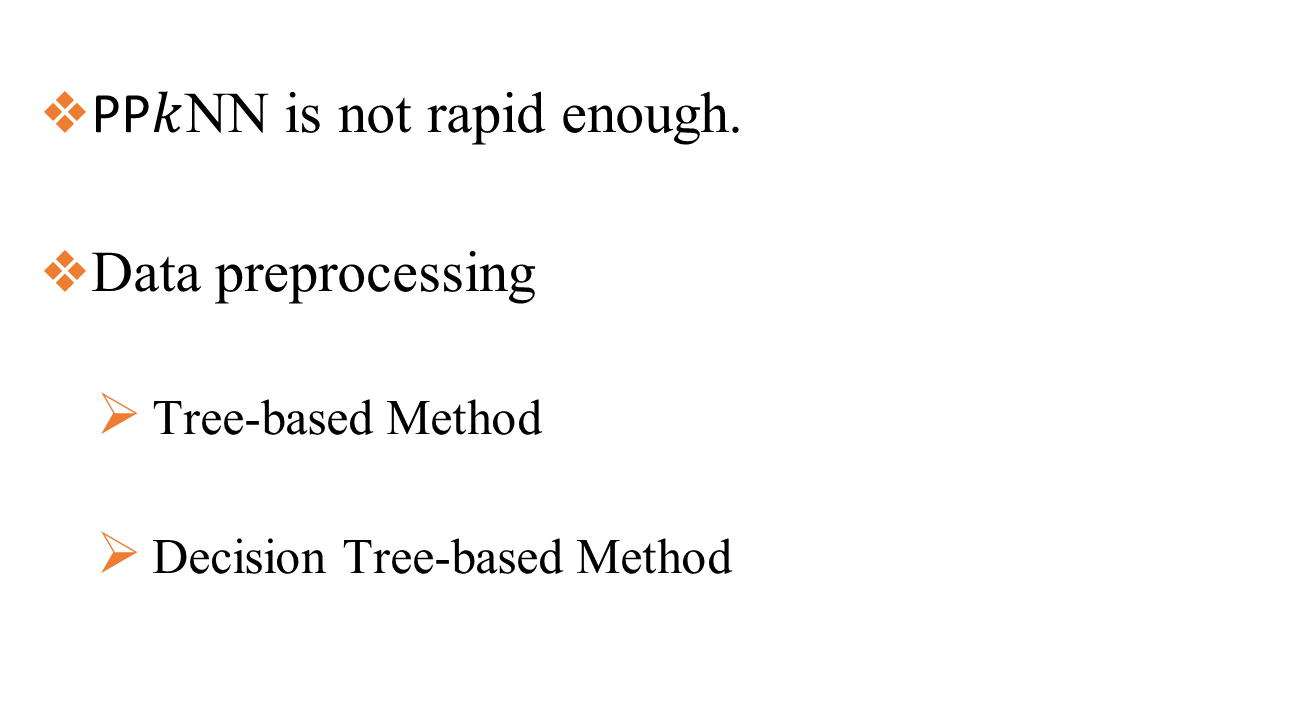 ❖PP𝑘NN is not rapid enough.
❖Data preprocessing
➢ Tree-based Method
➢ Decision Tree-based Method